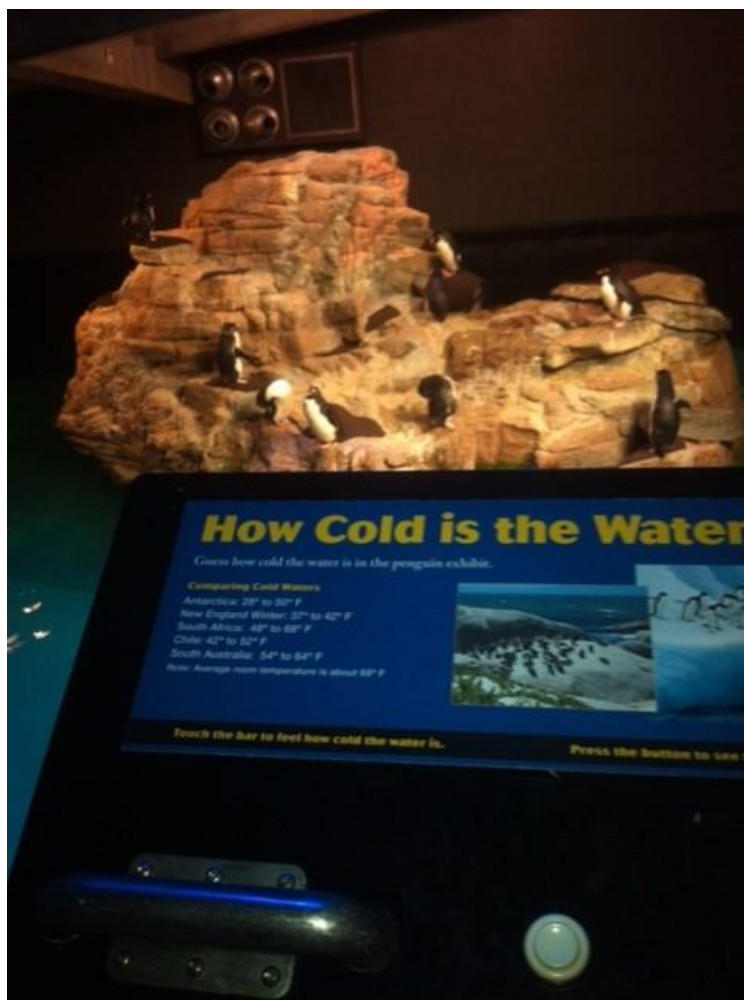 How Cold is the Water
Guess how cold the water is in the penguin exhibit.
Comparing Cold Waters
Antarctica: 28° to 50° F
New England Winter: 37° to 42° F
South Africa: 48° to 68° F
Chile: 42° to 52° F
South Australia: 54° to 64° F
Note: Average room temperature is about 68° F
Touch the bar to feel how cold the water is.
Press the button to see